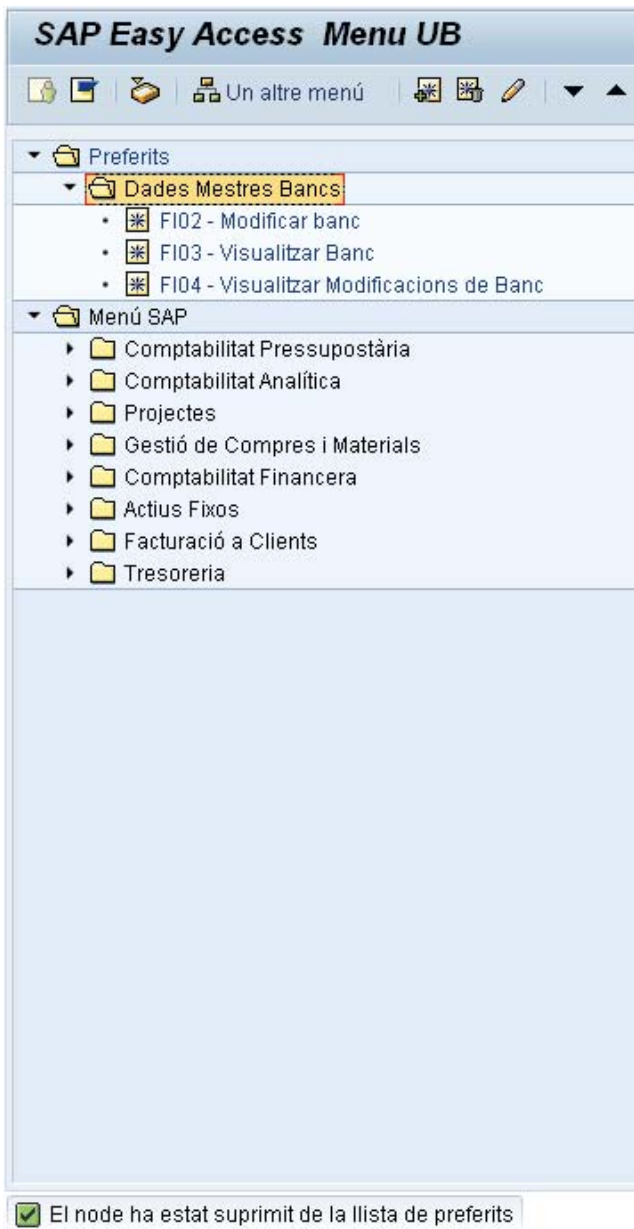 SAP Easy Access Menu UB
Un altre menú
Preferits
Dades Mestres Bancs
FI02 - Modificar banc
FI03 - Visualitzar Banc
FI04 - Visualitzar Modificacions de Banc
Menú SAP
Comptabilitat Pressupostària
Comptabilitat Analítica
Projectes
Gestió de Compres i Materials
Comptabilitat Financera
Actius Fixos
Facturació a Clients
Tresoreria
El node ha estat suprimit de la llista de preferits